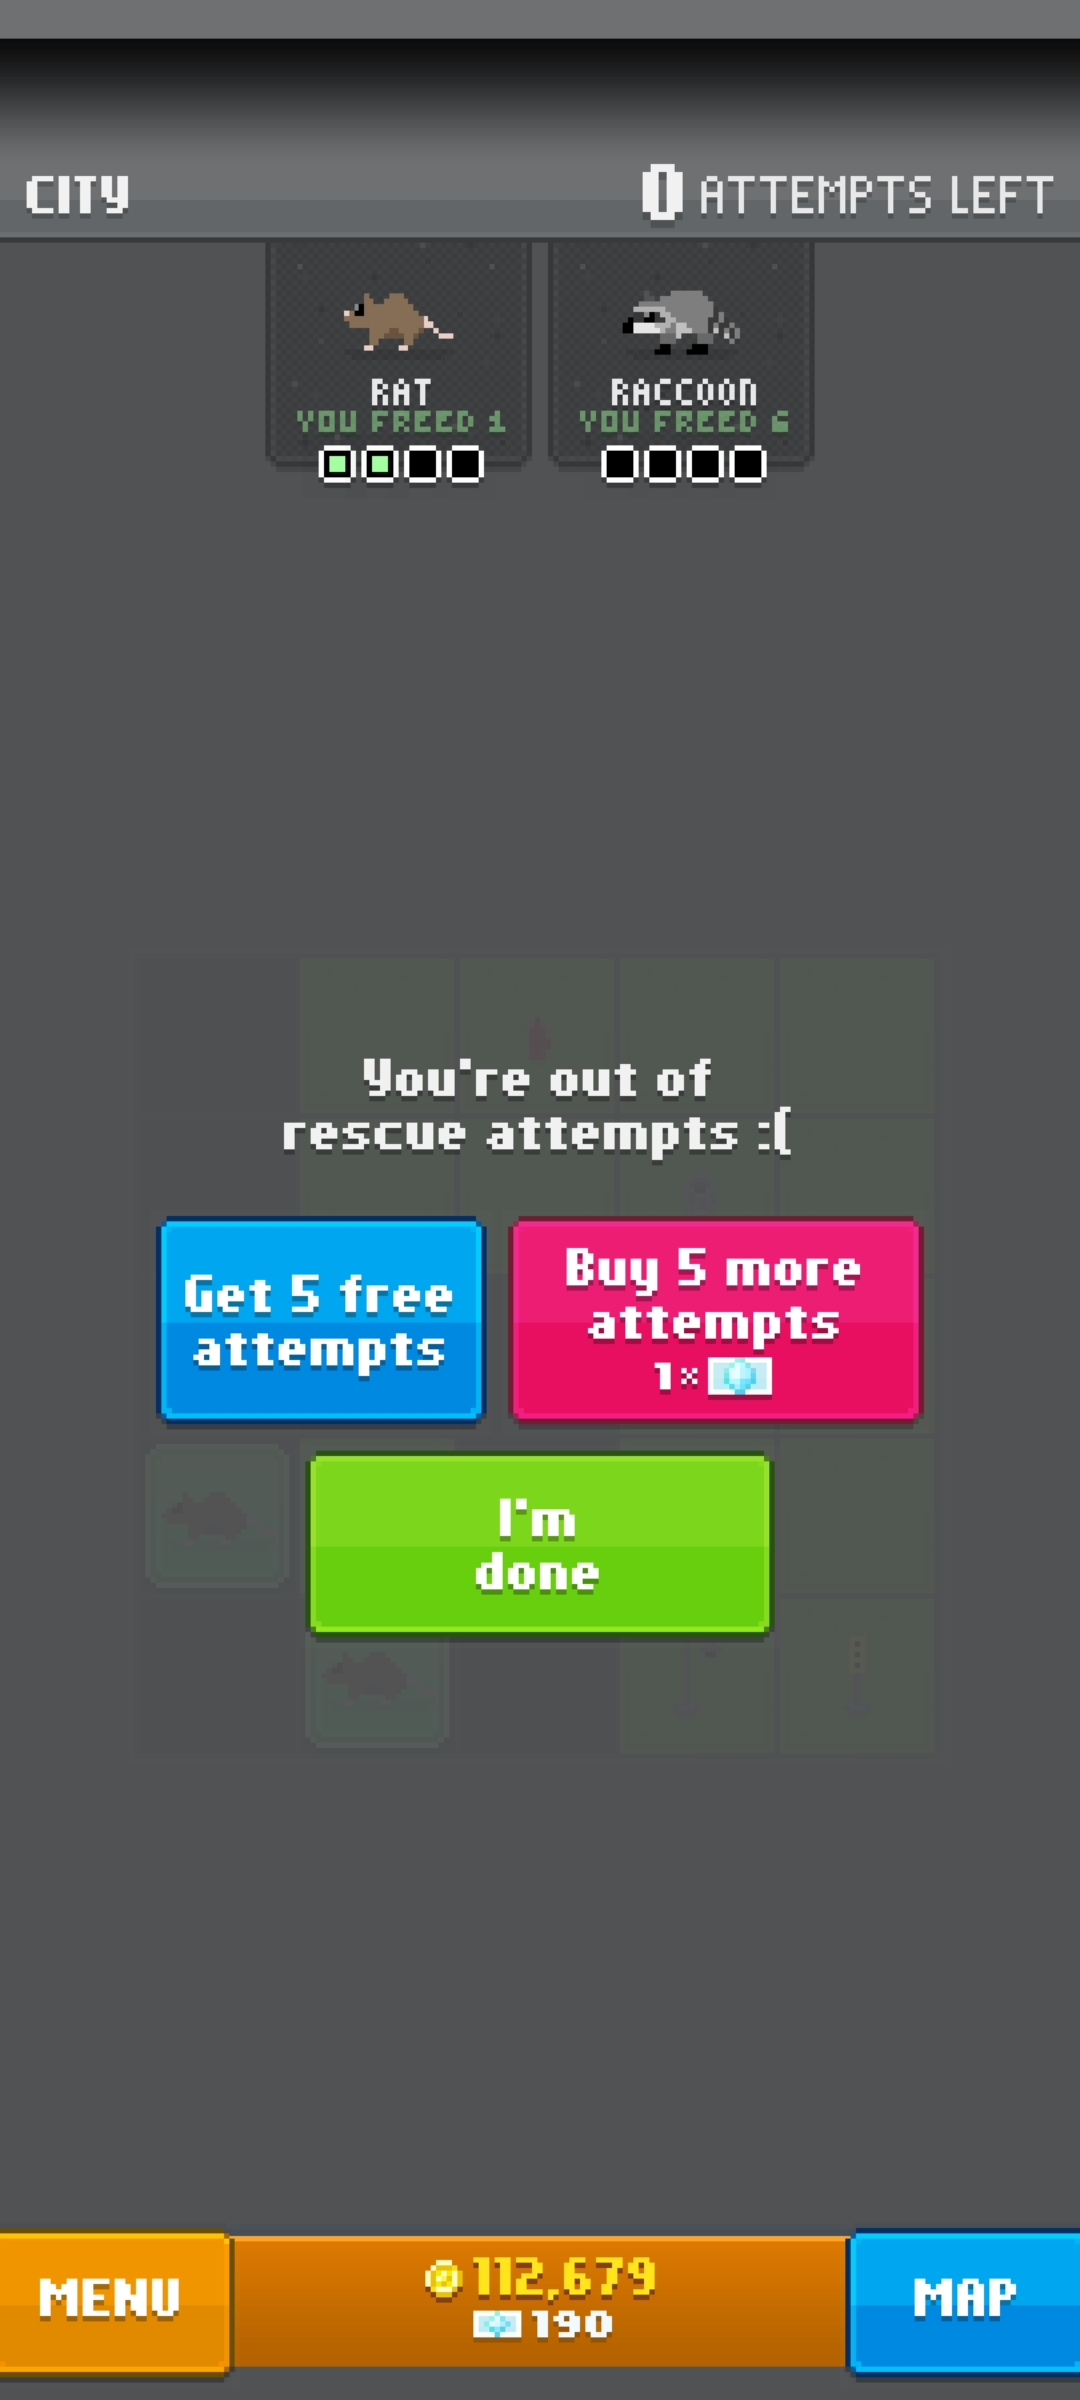 CITY
0 ATTEMPTS LEFT
RAT
YOU FREED 1
RACCOON
YOU FREED 6
You're out of
rescue attempts :(
Get 5 free
attempts
Buy 5 more
attempts
1×
I'm
done
MENU
112,679
190
MAP